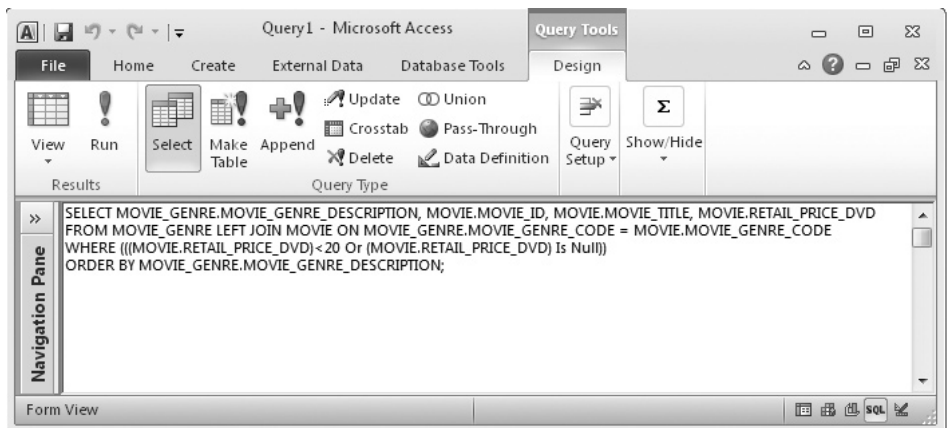 A Query1 - Microsoft Access Query Tools
File Home Create External Data Database Tools Design
View
Run
Results
Select
Make Table
Append
Update
Crosstab
Delete
Union
Pass-Through
Data Definition
Query Type
Query Setup
Σ
Show/Hide
»
Navigation Pane
SELECT MOVIE_GENRE.MOVIE_GENRE_DESCRIPTION, MOVIE.MOVIE_ID, MOVIE.MOVIE_TITLE, MOVIE.RETAIL_PRICE_DVD
FROM MOVIE_GENRE LEFT JOIN MOVIE ON MOVIE_GENRE.MOVIE_GENRE_CODE = MOVIE.MOVIE_GENRE_CODE
WHERE (((MOVIE.RETAIL_PRICE_DVD)<20 Or (MOVIE.RETAIL_PRICE_DVD) Is Null))
ORDER BY MOVIE_GENRE.MOVIE_GENRE_DESCRIPTION;
Form View SQL